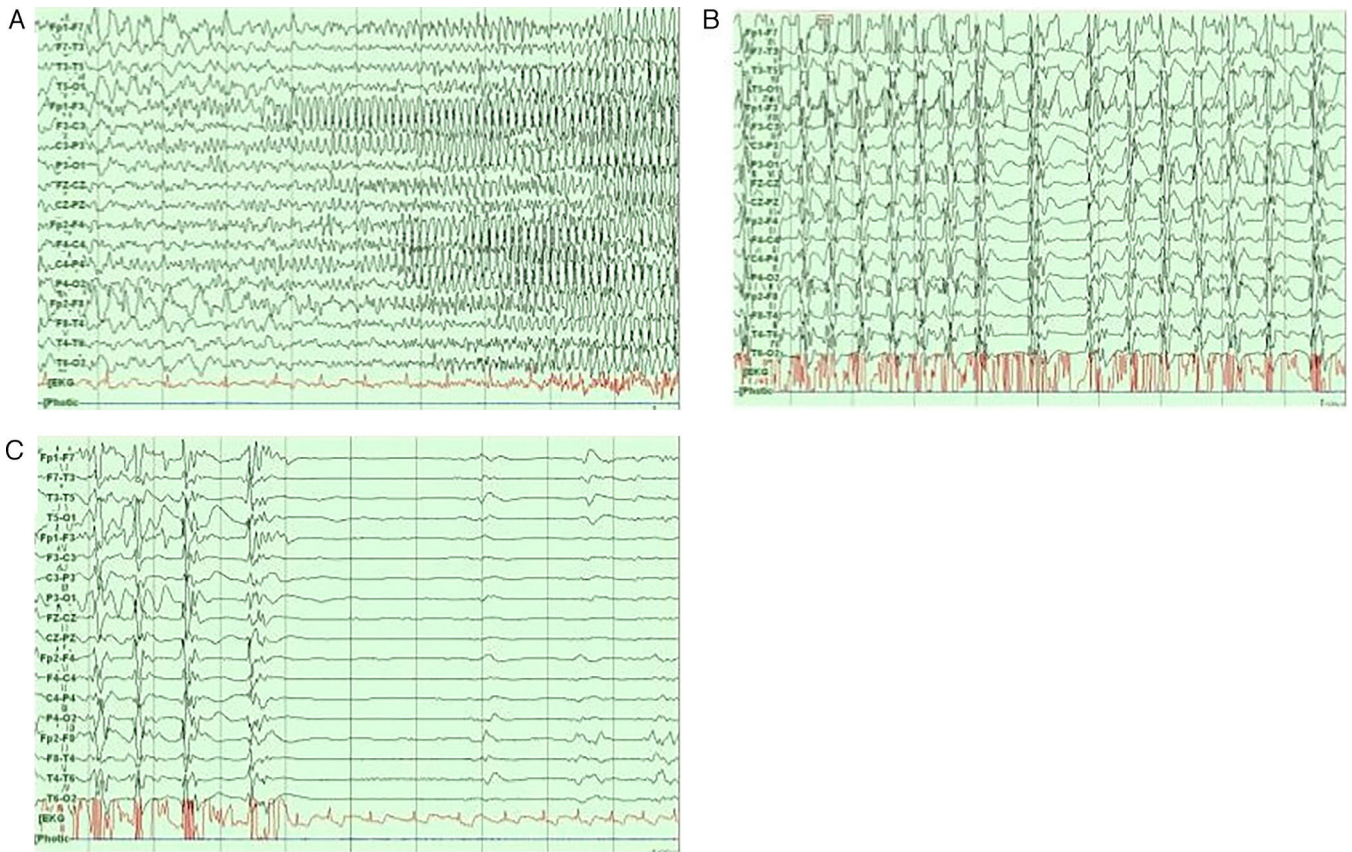 A
Fp1-F7
F7-T3
T3-T5
T5-O1
Fp1-F3
F3-C3
C3-P3
P3-O1
FZ-CZ
CZ-PZ
Fp2-F4
F4-C4
C4-P4
P4-O2
Fp2-F8
F8-T4
T4-T6
T6-O2
[EKG
[Photic
B
Fp1-F7
F7-T3
T3-T5
T5-O1
F3-C3
C3-P3
P3-O1
FZ-CZ
CZ-PZ
Fp2-F4
F4-C4
C4-P4
P4-O2
Fp2-F8
F8-T4
T4-T6
T6-O2
[EKG
[Photic
C
Fp1-F7
F7-T3
T3-T5
T5-O1
Fp1-F3
F3-C3
C3-P3
P3-O1
FZ-CZ
CZ-PZ
Fp2-F4
F4-C4
C4-P4
P4-O2
Fp2-F8
F8-T4
T4-T6
T6-O2
[EKG
[Photic